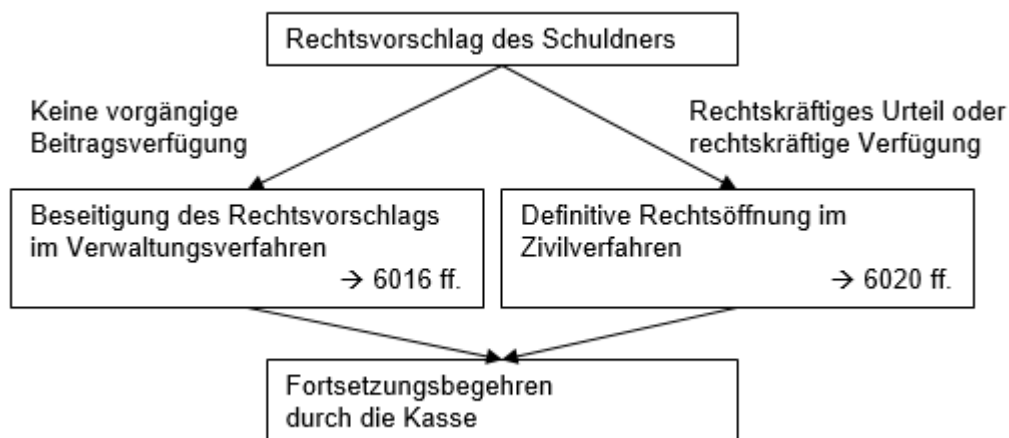 Rechtsvorschlag des Schuldners
Keine vorgängige
Beitragsverfügung
Rechtskräftiges Urteil oder
rechtskräftige Verfügung
Beseitigung des Rechtsvorschlags
im Verwaltungsverfahren
→ 6016 ff.
Definitive Rechtsöffnung im
Zivilverfahren
→ 6020 ff.
Fortsetzungsbegehren
durch die Kasse